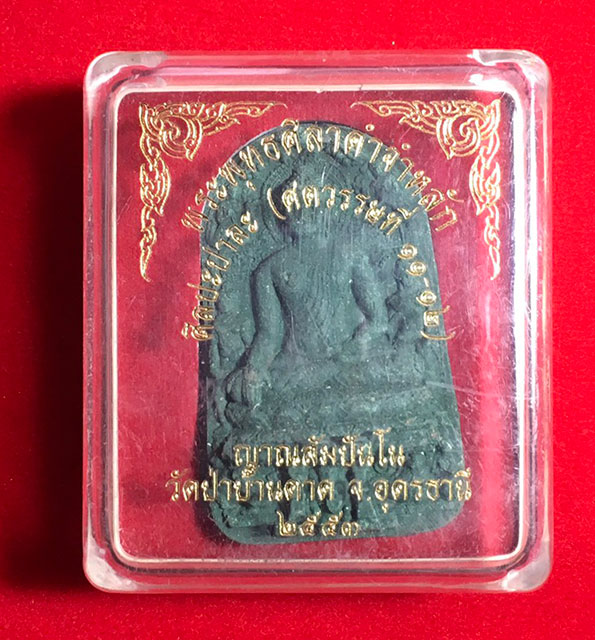 พระพุทธศิลาดำจำหลัก
ศิลปะปาละ (ศตวรรษที่ ๑๑-๑๒)
ญาณสัมปันโน
วัดป่าบ้านตาด จ.อุดรธานี
๒๕๕๓